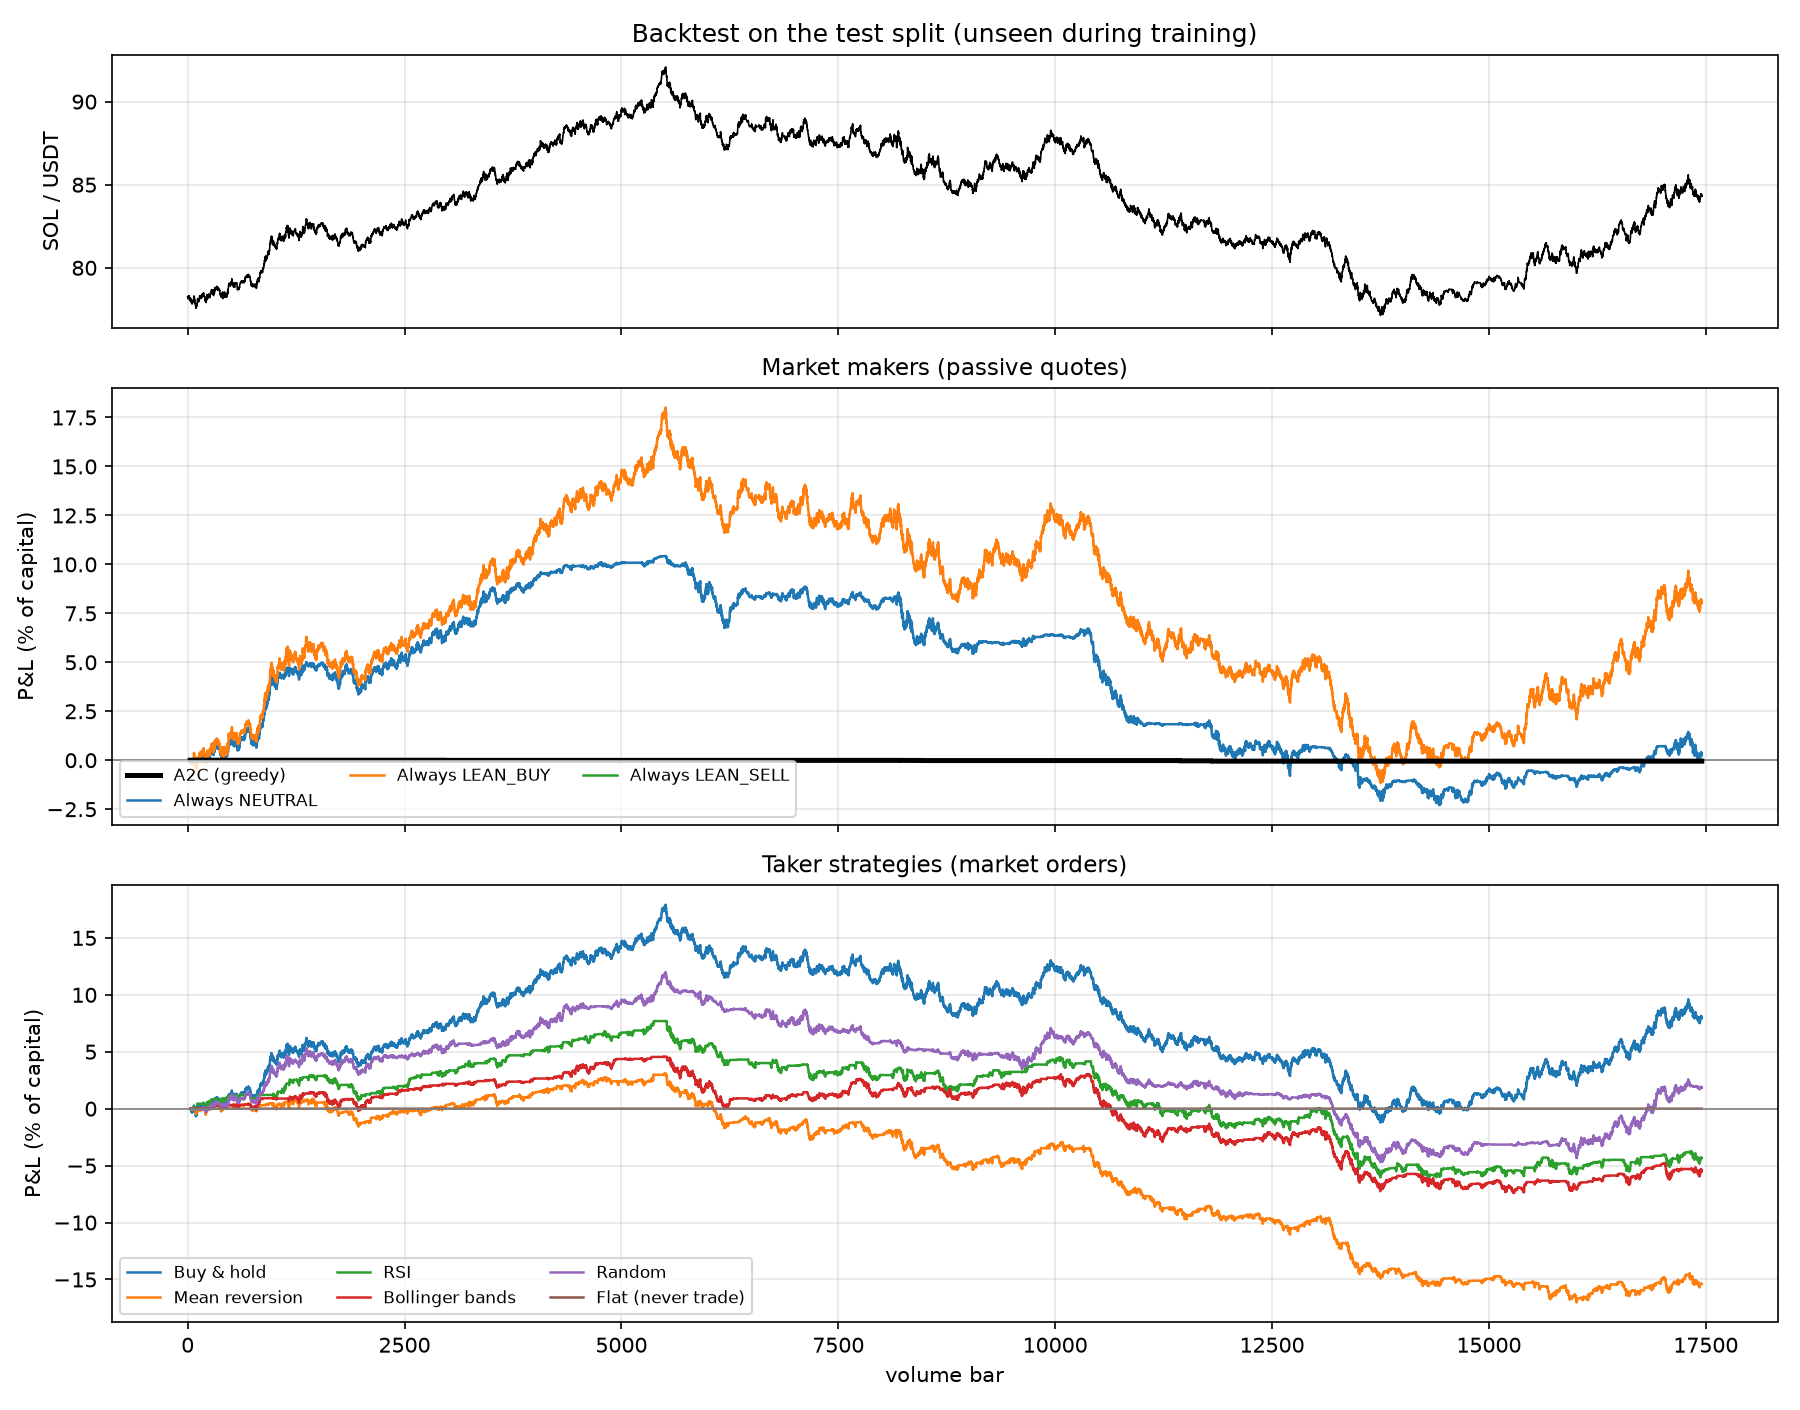 Backtest on the test split (unseen during training)
90
85
80
SOL / USDT
Market makers (passive quotes)
17.5
15.0
12.5
10.0
7.5
5.0
2.5
0.0
−2.5
P&L (% of capital)
A2C (greedy) Always LEAN_BUY Always LEAN_SELL
Always NEUTRAL
Taker strategies (market orders)
15
10
5
0
−5
−10
−15
P&L (% of capital)
Buy & hold RSI Random
Mean reversion Bollinger bands Flat (never trade)
0 2500 5000 7500 10000 12500 15000 17500
volume bar